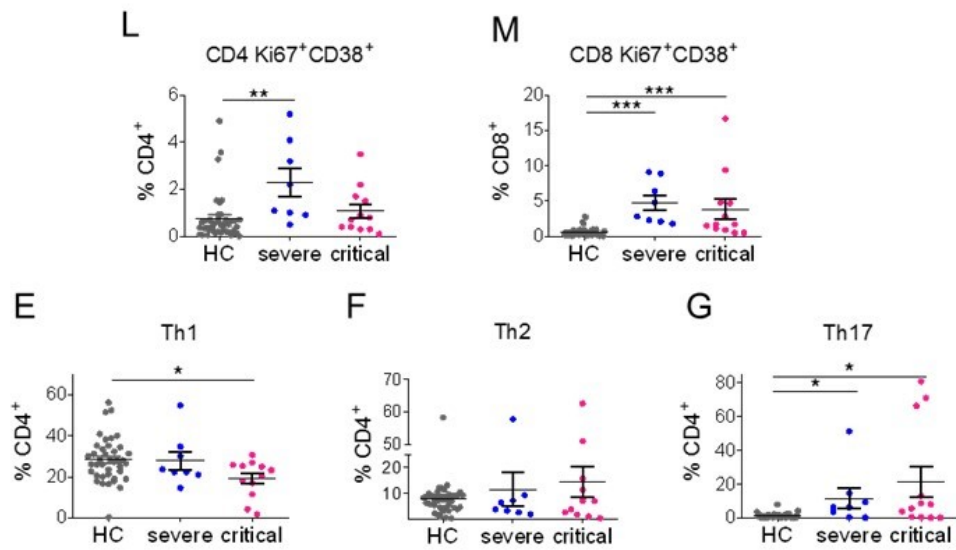 L
CD4 Ki67⁺CD38⁺
**
% CD4⁺
6
4
2
0
HC severe critical
M
CD8 Ki67⁺CD38⁺
***
***
% CD8⁺
20
15
10
5
0
HC severe critical
E
Th1
*
% CD4⁺
60
40
20
0
HC severe critical
F
Th2
% CD4⁺
70
60
50
20
10
HC severe critical
G
Th17
*
*
% CD4⁺
80
60
40
20
0
HC severe critical